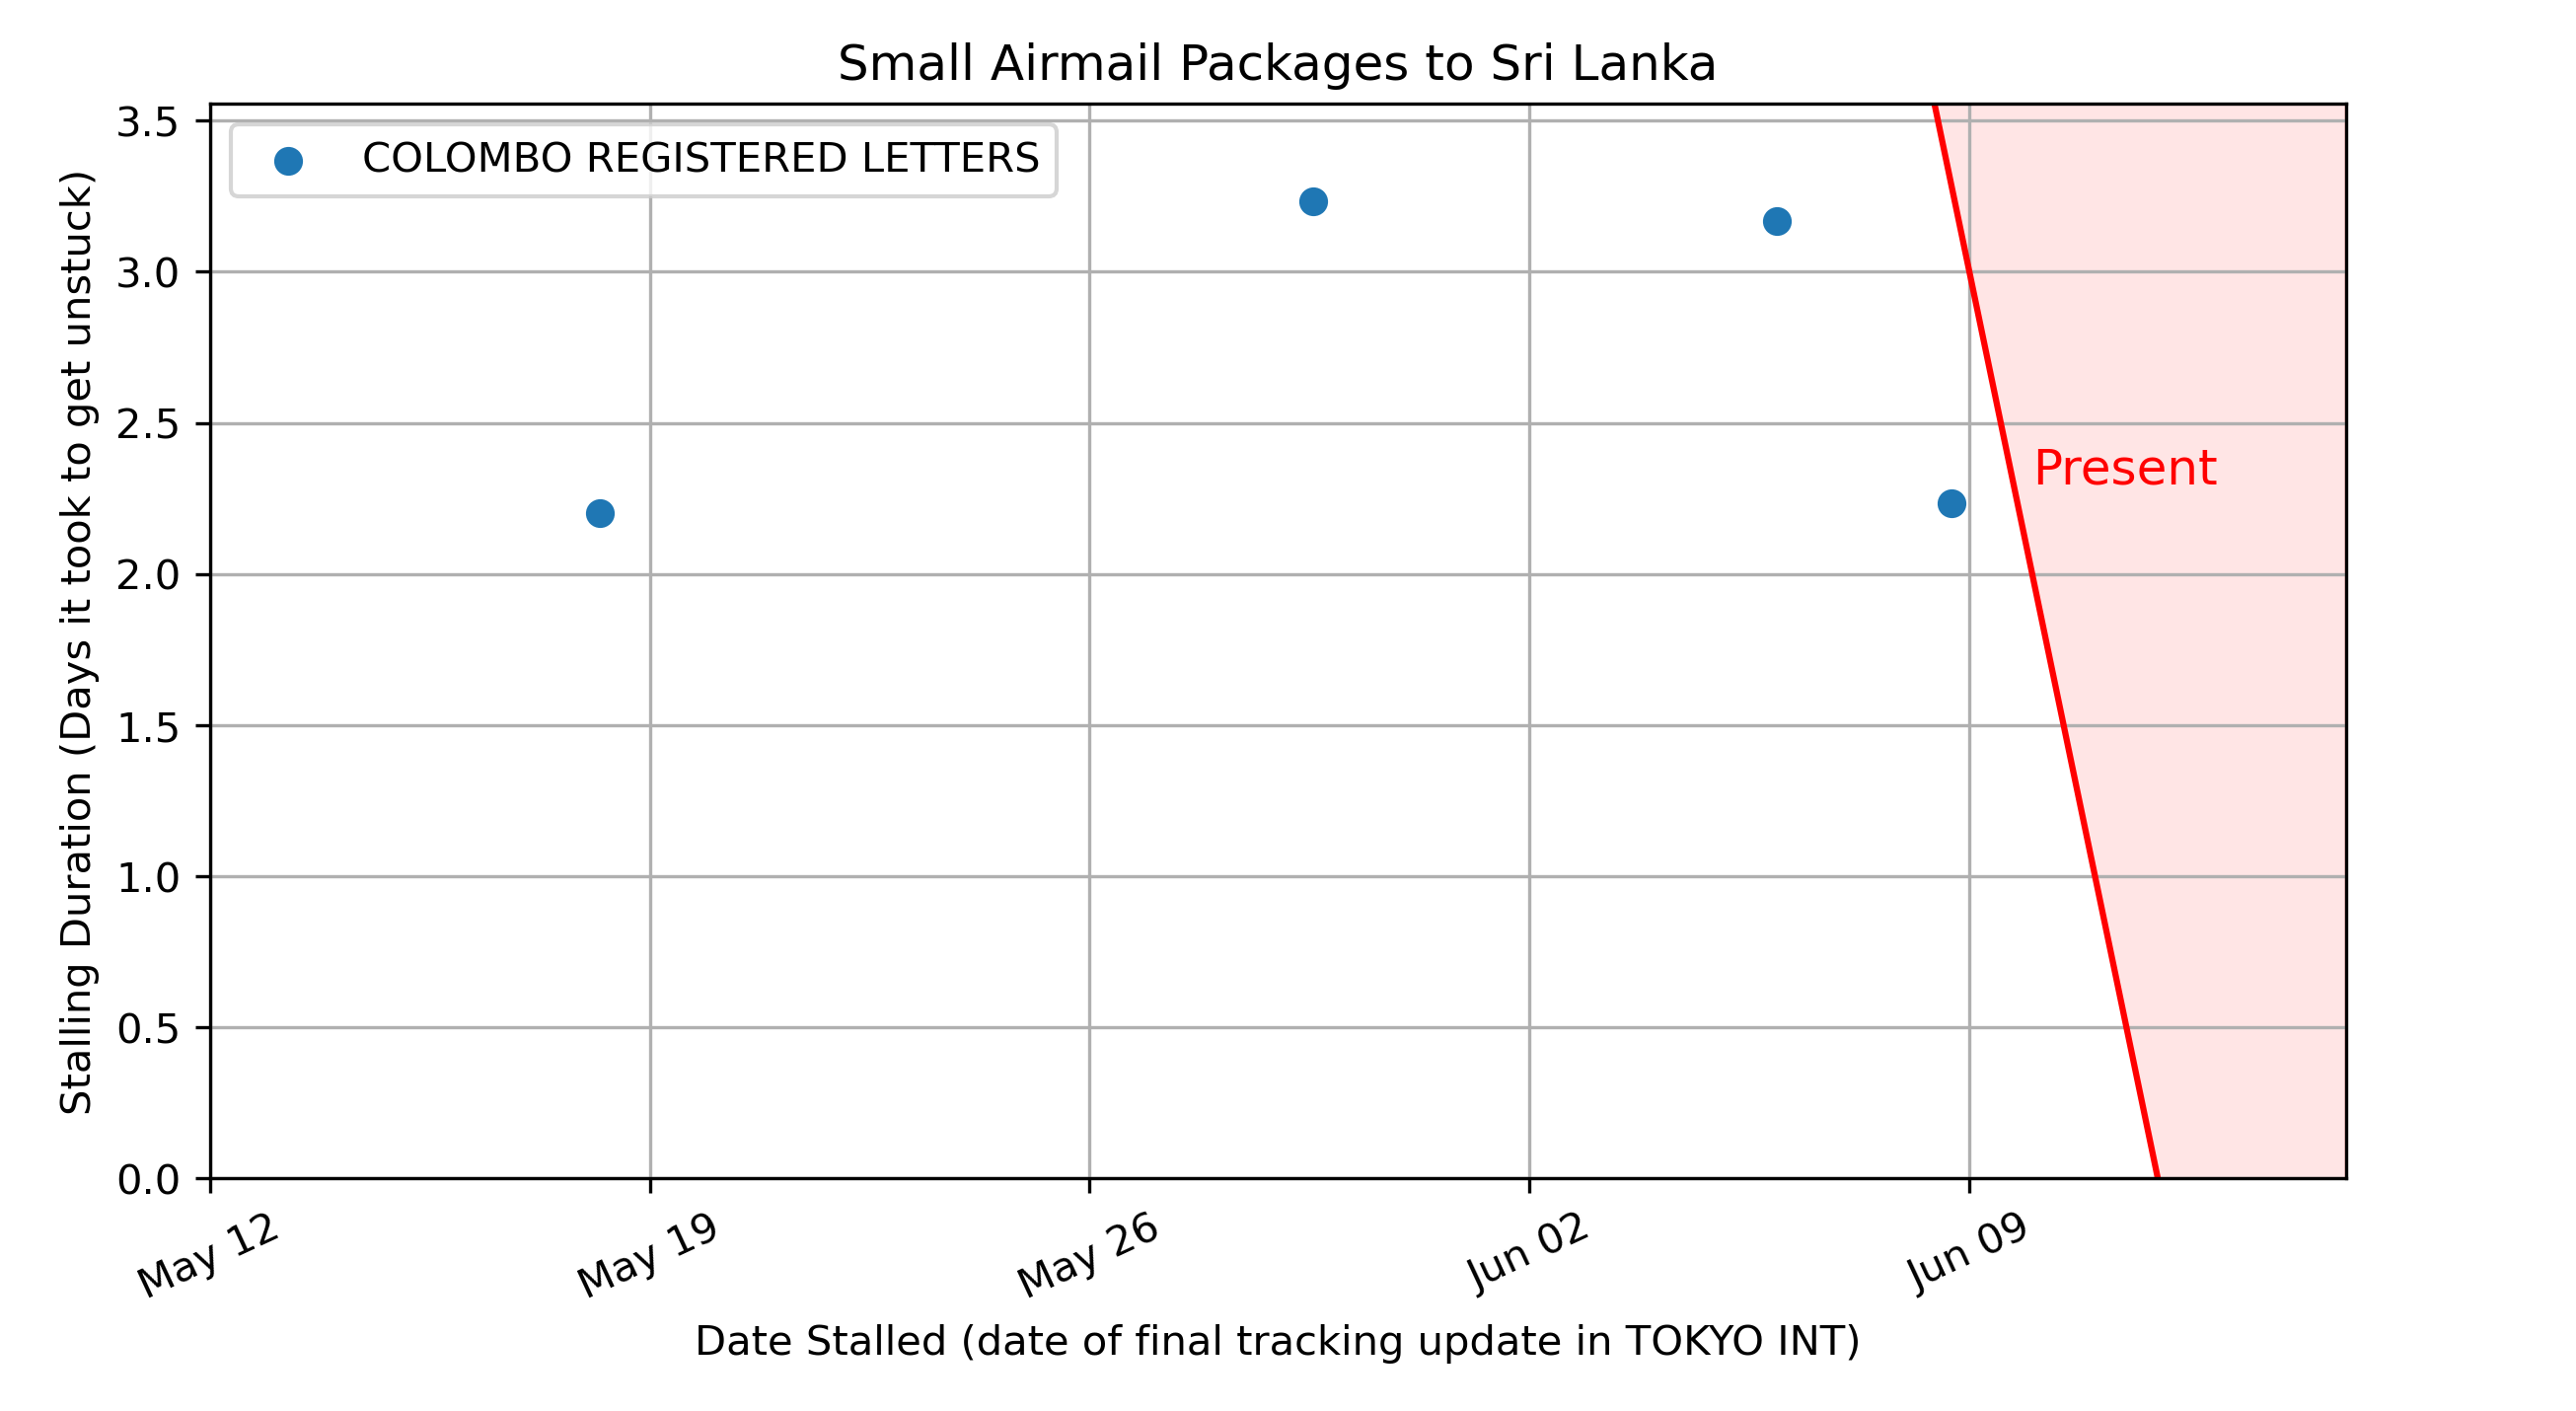 Small Airmail Packages to Sri Lanka
COLOMBO REGISTERED LETTERS
Present
Stalling Duration (Days it took to get unstuck)
3.5
3.0
2.5
2.0
1.5
1.0
0.5
0.0
May 12
May 19
May 26
Jun 02
Jun 09
Date Stalled (date of final tracking update in TOKYO INT)